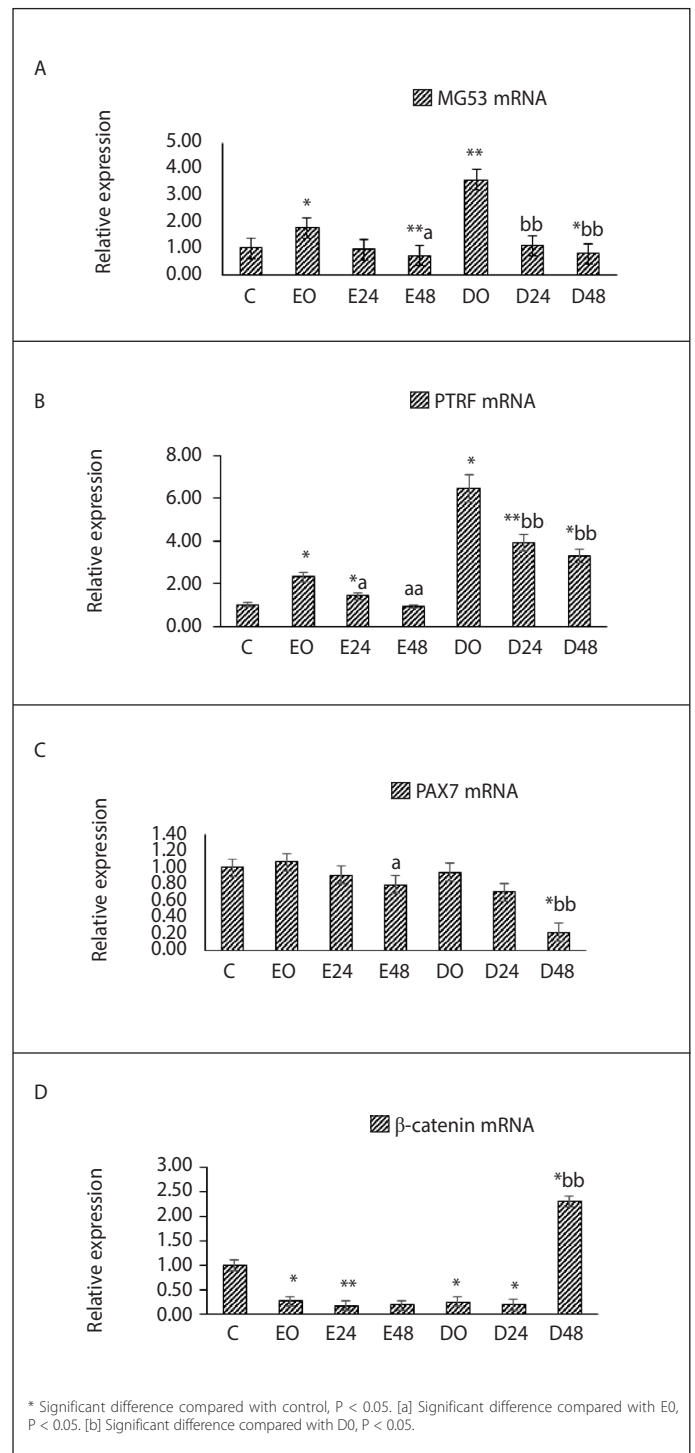 A
MG53 mRNA
Relative expression
5.00
4.00
3.00
2.00
1.00
0.00
*
**a
**
bb
*bb
C EO E24 E48 DO D24 D48
B
PTRF mRNA
Relative expression
8.00
6.00
4.00
2.00
0.00
*
*a
aa
*
**bb
*bb
C EO E24 E48 DO D24 D48
C
PAX7 mRNA
Relative expression
1.40
1.20
1.00
0.80
0.60
0.40
0.20
0.00
a
*bb
C EO E24 E48 DO D24 D48
D
β-catenin mRNA
Relative expression
3.00
2.50
2.00
1.50
1.00
0.50
0.00
*
**
*
*
*bb
C EO E24 E48 DO D24 D48
* Significant difference compared with control, P < 0.05. [a] Significant difference compared with E0,
P < 0.05. [b] Significant difference compared with D0, P < 0.05.